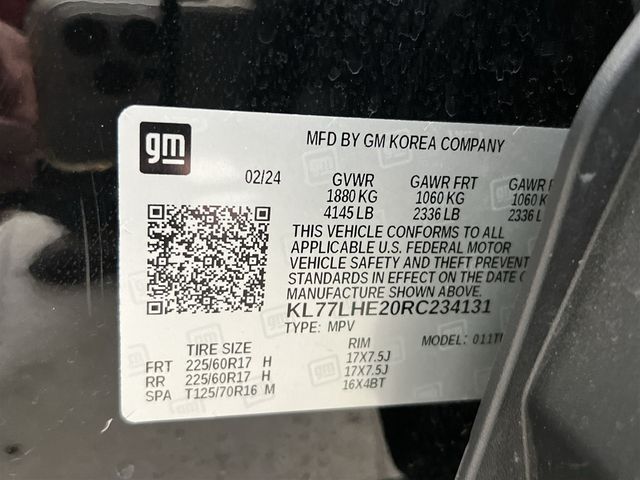 gm
MFD BY GM KOREA COMPANY
02/24 GVWR GAWR FRT GAWR
1880 KG 1060 KG 1060 K
4145 LB 2336 LB 2336 L
THIS VEHICLE CONFORMS TO ALL
APPLICABLE U.S. FEDERAL MOTOR
VEHICLE SAFETY AND THEFT PREVENT
STANDARDS IN EFFECT ON THE DATE
MANUFACTURE SHOWN ABOVE.
KL77LHE20RC234131
TYPE: MPV MODEL:
TIRE SIZE RIM
FRT 225/60R17 H 17X7.5J
RR 225/60R17 H 17X7.5J
SPA T125/70R16 M 16X4BT